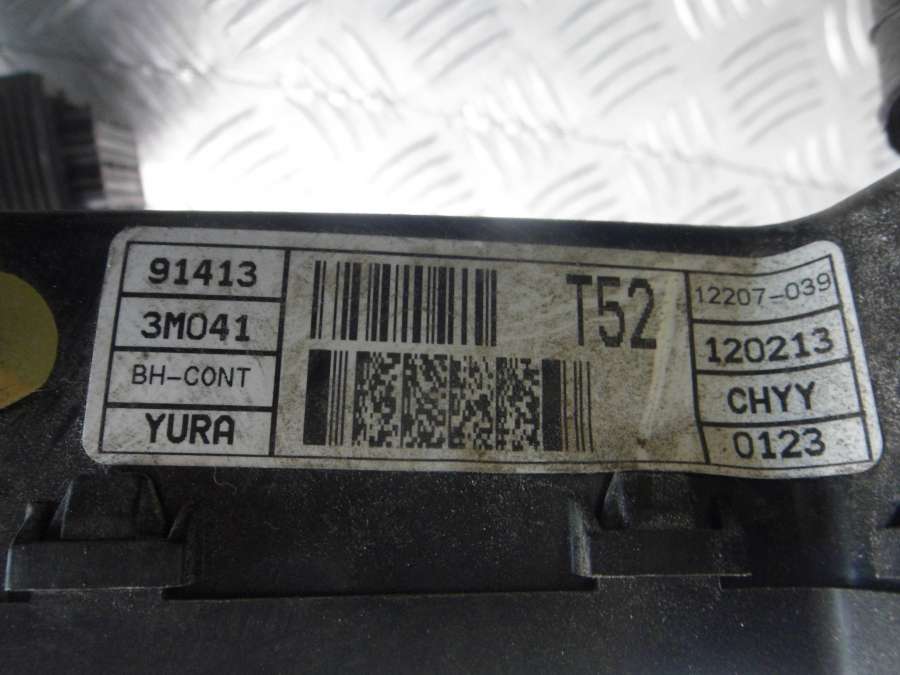 91413
3M041
BH-CONT
YURA
T52
12207-039
120213
CHYY
0123